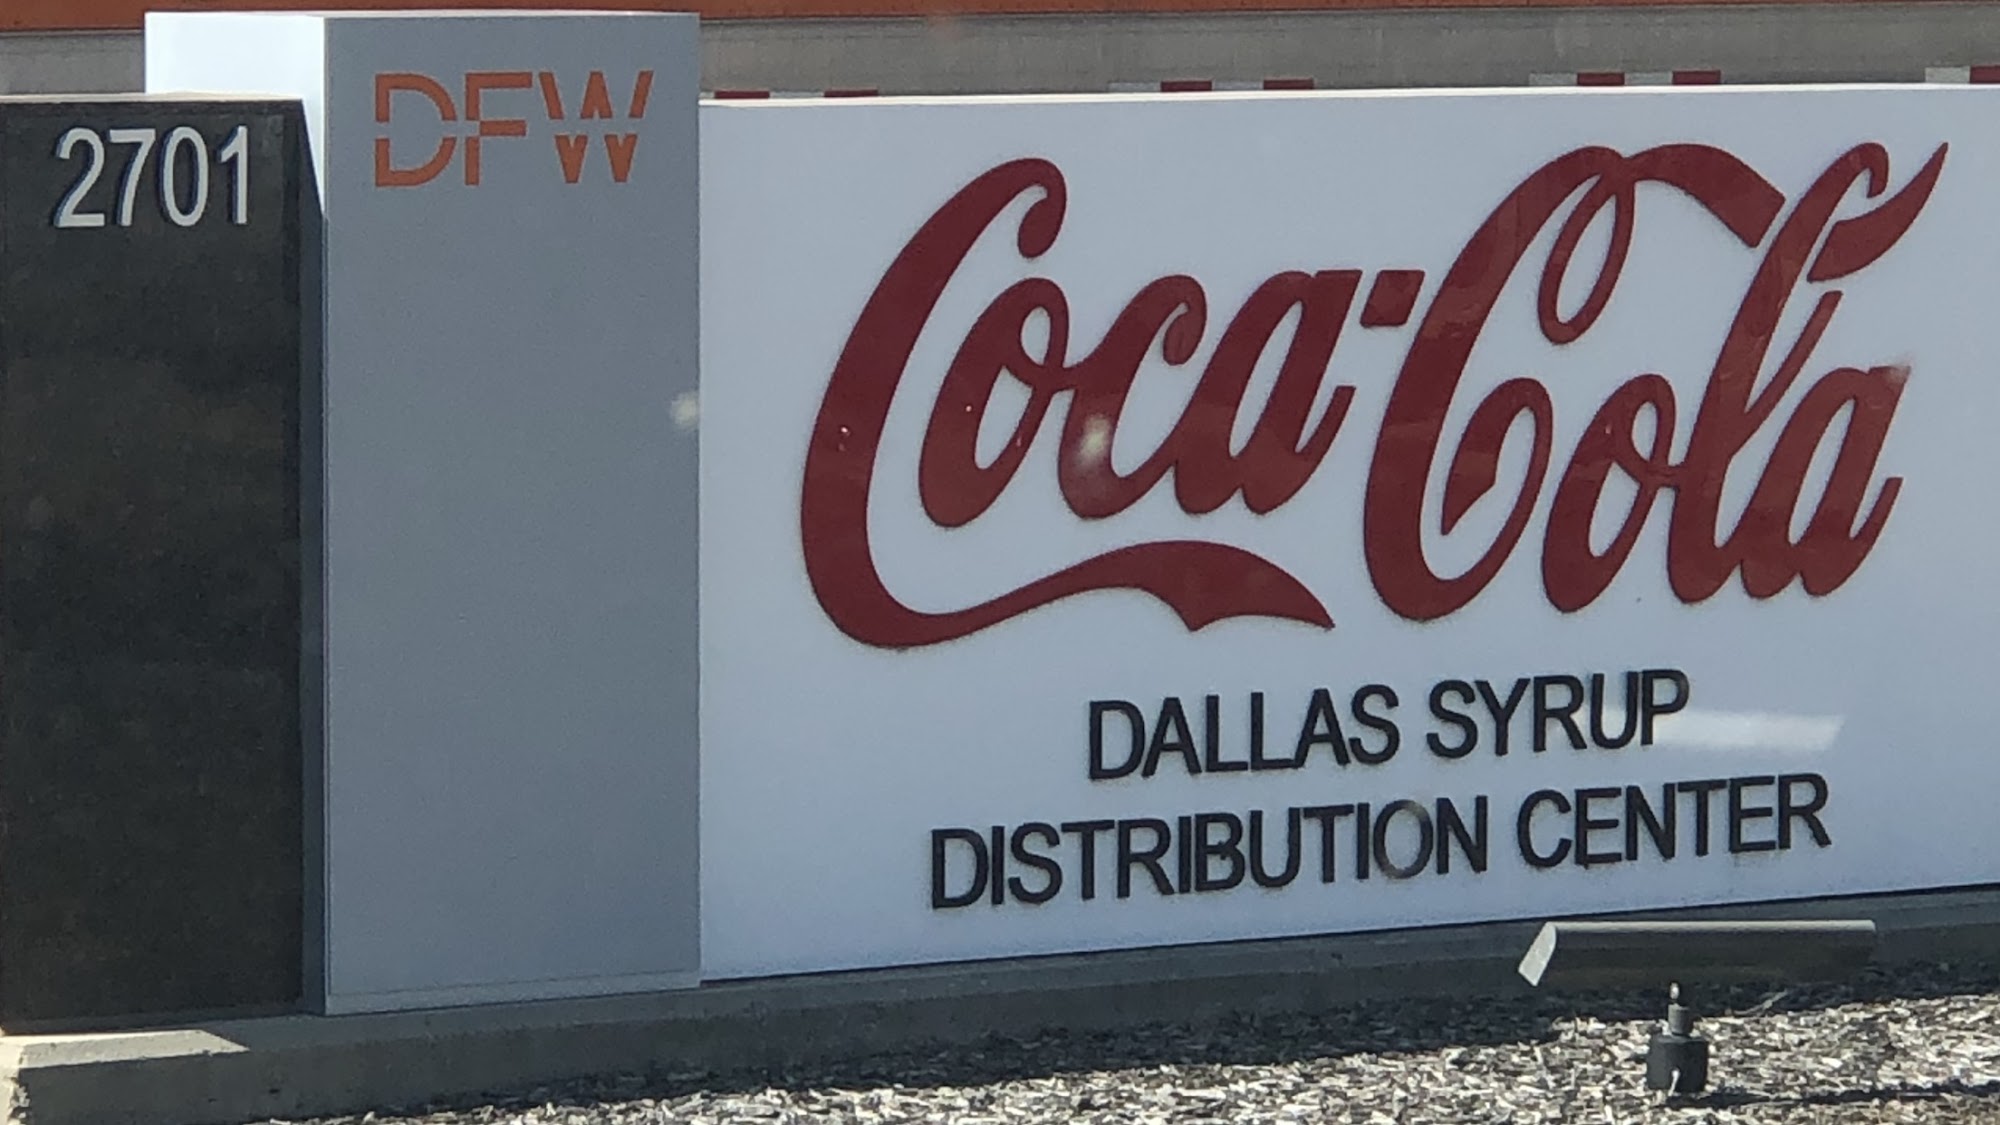 2701
DFW
Coca-Cola
DALLAS SYRUP
DISTRIBUTION CENTER